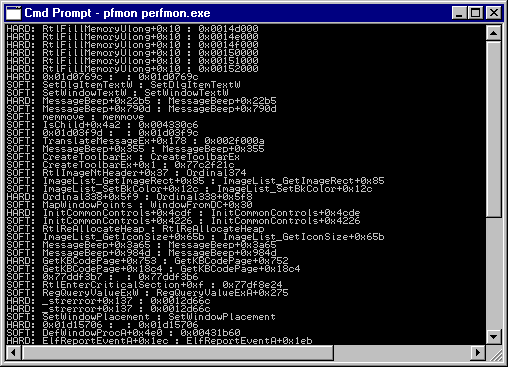 Cmd Prompt - pfmon perfmon.exe
HARD: RtlFillMemoryUlong+0x10 : 0x0014d000
HARD: RtlFillMemoryUlong+0x10 : 0x0014e000
HARD: RtlFillMemoryUlong+0x10 : 0x0014f000
HARD: RtlFillMemoryUlong+0x10 : 0x00150000
HARD: RtlFillMemoryUlong+0x10 : 0x00151000
HARD: RtlFillMemoryUlong+0x10 : 0x00152000
HARD: 0x01d0769c : : 0x01d0769c
SOFT: SetDlgItemTextW : SetDlgItemTextW
SOFT: SetWindowTextW : SetWindowTextW
HARD: MessageBeep+0x22b5 : MessageBeep+0x22b5
SOFT: MessageBeep+0x790d : MessageBeep+0x790d
SOFT: memmove : memmove
SOFT: IsChild+0x4a2 : 0x004330c6
SOFT: 0x01d03f9d : : 0x01d03f9c
SOFT: TranslateMessageEx+0x178 : 0x002f000a
SOFT: MessageBeep+0x355 : MessageBeep+0x355
SOFT: CreateToolbarEx : CreateToolbarEx
SOFT: CreateToolbarEx+0x1 : 0x77c2f21c
SOFT: RtlImageNtHeader+0x37 : Ordinal374
SOFT: ImageList_GetImageRect+0x85 : ImageList_GetImageRect+0x85
SOFT: ImageList_SetBkColor+0x12c : ImageList_SetBkColor+0x12c
HARD: Ordinal338+0x5f9 : Ordinal338+0x5f8
SOFT: MapWindowPoints : WindowFromDC+0x30
HARD: InitCommonControls+0x4cdf : InitCommonControls+0x4cde
SOFT: InitCommonControls+0x4226 : InitCommonControls+0x4226
SOFT: RtlReAllocateHeap : RtlReAllocateHeap
SOFT: ImageList_GetIconSize+0x65b : ImageList_GetIconSize+0x65b
SOFT: MessageBeep+0x3a65 : MessageBeep+0x3a65
SOFT: MessageBeep+0x984d : MessageBeep+0x984d
HARD: GetKBCodePage+0x753 : GetKBCodePage+0x752
SOFT: GetKBCodePage+0x18c4 : GetKBCodePage+0x18c4
SOFT: 0x77ddf3b7 : : 0x77ddf3b6
SOFT: RtlEnterCriticalSection+0xf : 0x77df8e24
SOFT: RegQueryValueExW : RegQueryValueExA+0x275
HARD: _strerror+0x137 : 0x0012d66c
HARD: _strerror+0x137 : 0x0012d66c
SOFT: SetWindowPlacement : SetWindowPlacement
HARD: 0x01d15706 : : 0x01d15706
SOFT: DefWindowProcA+0x4e0 : 0x00431b60
HARD: ElfReportEventA+0x1ec : ElfReportEventA+0x1eb